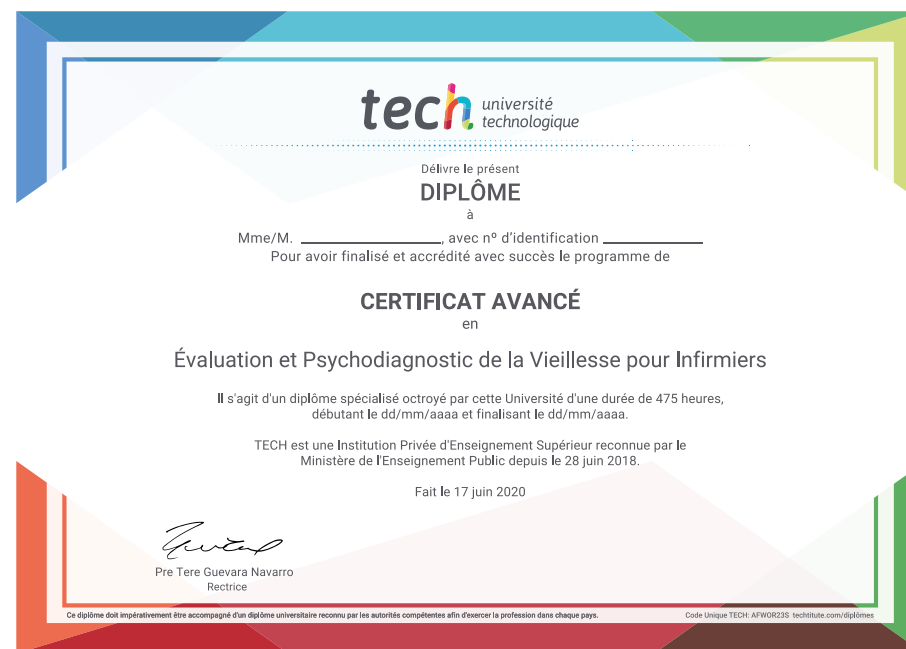 tech université
technologique
Délivre le présent
DIPLÔME
à
Mme/M. ____________________, avec nº d'identification ______________
Pour avoir finalisé et accrédité avec succès le programme de
CERTIFICAT AVANCÉ
en
Évaluation et Psychodiagnostic de la Vieillesse pour Infirmiers
Il s'agit d'un diplôme spécialisé octroyé par cette Université d'une durée de 475 heures,
débutant le dd/mm/aaaa et finalisant le dd/mm/aaaa.
TECH est une Institution Privée d'Enseignement Supérieur reconnue par le
Ministère de l'Enseignement Public depuis le 28 juin 2018.
Fait le 17 juin 2020
Pre Tere Guevara Navarro
Rectrice
Ce diplôme doit impérativement être accompagné d'un diplôme universitaire reconnu par les autorités compétentes afin d'exercer la profession dans chaque pays.
Code Unique TECH: AFWOR23S techtitute.com/diplômes